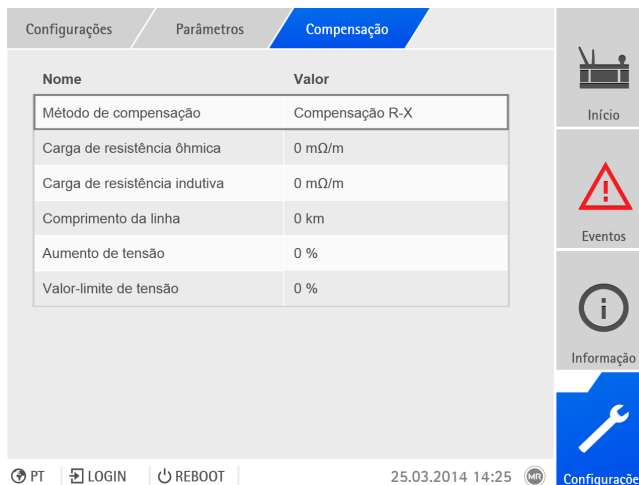 Configurações Parâmetros Compensação
Nome Valor
Método de compensação Compensação R-X
Carga de resistência ôhmica 0 mΩ/m
Carga de resistência indutiva 0 mΩ/m
Comprimento da linha 0 km
Aumento de tensão 0 %
Valor-limite de tensão 0 %
Início
Eventos
Informação
Configuraçõe
PT LOGIN REBOOT 25.03.2014 14:25 MR